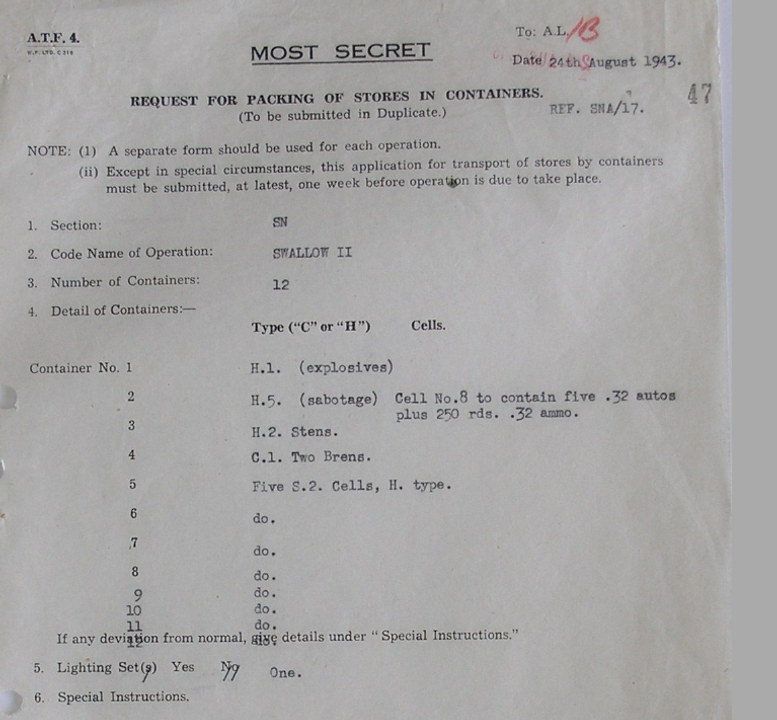 A.T.F. 4.
W.P. LTD. C 516
MOST SECRET
To: A.L/B
Date 24th August 1943.
47
REQUEST FOR PACKING OF STORES IN CONTAINERS.
(To be submitted in Duplicate.)
REF. SNA/17.
NOTE: (1) A separate form should be used for each operation.
(ii) Except in special circumstances, this application for transport of stores by containers
must be submitted, at latest, one week before operation is due to take place.
1. Section: SN
2. Code Name of Operation: SWALLOW II
3. Number of Containers: 12
4. Detail of Containers:—
Type ("C" or "H") Cells.
Container No. 1 H.1. (explosives)
2 H.5. (sabotage) Cell No.8 to contain five .32 autos
plus 250 rds. .32 ammo.
3 H.2. Stens.
4 C.1. Two Brens.
5 Five S.2. Cells, H. type.
6 do.
7 do.
8 do.
9 do.
10 do.
11 do.
12 do.
If any deviation from normal, give details under "Special Instructions."
5. Lighting Set(s) Yes No One.
6. Special Instructions.